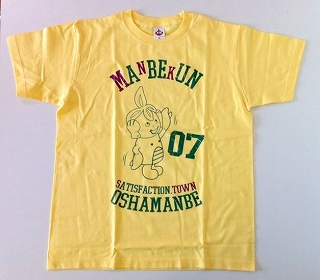 MANBEKUN
07
SATISFACTION.TOWN
OSHAMANBE